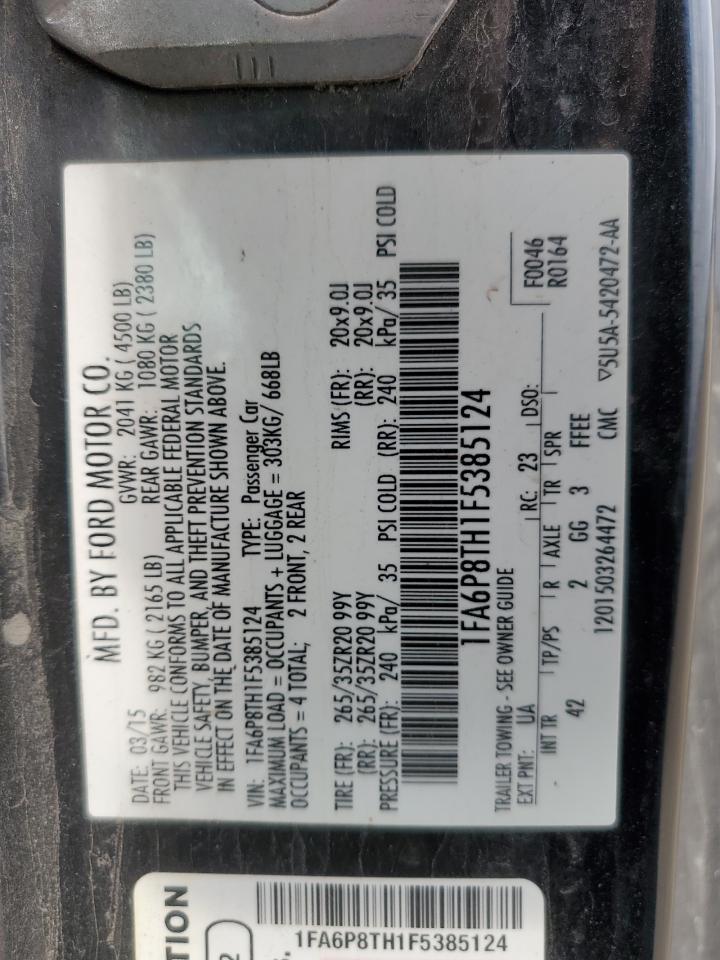 MFD. BY FORD MOTOR CO.
DATE: 03/15 GVWR: 2041 KG ( 4500 LB)
FRONT GAWR: 982 KG ( 2165 LB) REAR GAWR: 1080 KG ( 2380 LB)
THIS VEHICLE CONFORMS TO ALL APPLICABLE FEDERAL MOTOR
VEHICLE SAFETY, BUMPER, AND THEFT PREVENTION STANDARDS
IN EFFECT ON THE DATE OF MANUFACTURE SHOWN ABOVE.
VIN: 1FA6P8TH1F5385124 TYPE: Passenger Car
MAXIMUM LOAD = OCCUPANTS + LUGGAGE = 303KG/ 668LB
OCCUPANTS = 4 TOTAL; 2 FRONT, 2 REAR
TIRE (FR): 265/35ZR20 99Y RIMS (FR): 20x9.0J
(RR): 265/35ZR20 99Y (RR): 20x9.0J
PRESSURE (FR): 240 kPa/ 35 PSI COLD (RR): 240 kPa/ 35 PSI COLD
1FA6P8TH1F5385124
TRAILER TOWING - SEE OWNER GUIDE F0046
EXT PNT: UA RC: 23 DSO: R0164
INT TR TP/PS R AXLE TR SPR
42 2 GG 3 FFEE
1201503264472 CMC ▽5U5A-5420472-AA
TION
1FA6P8TH1F5385124